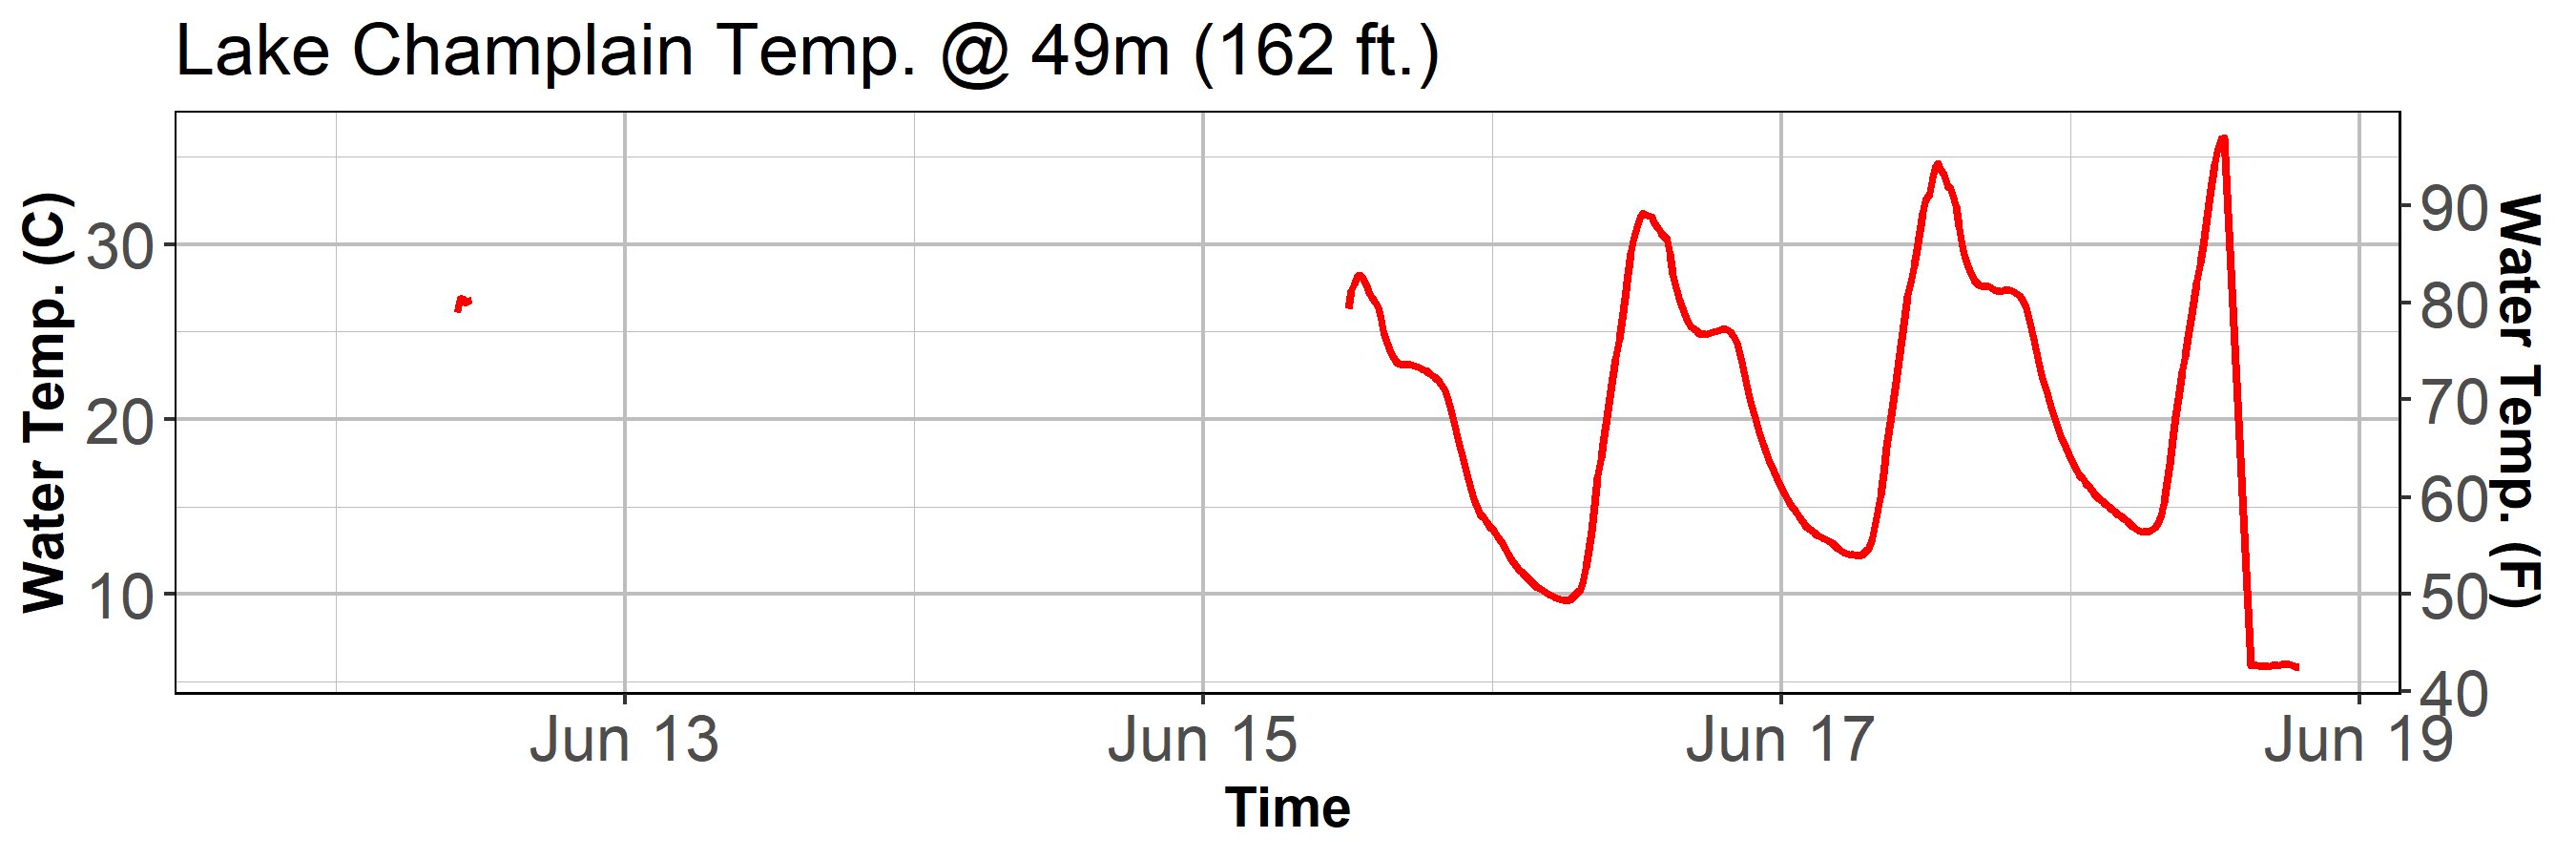 Lake Champlain Temp. @ 49m (162 ft.)
Water Temp. (C)
30
20
10
90
80
70
60
50
40
Water Temp. (F)
Jun 13
Jun 15
Jun 17
Jun 19
Time